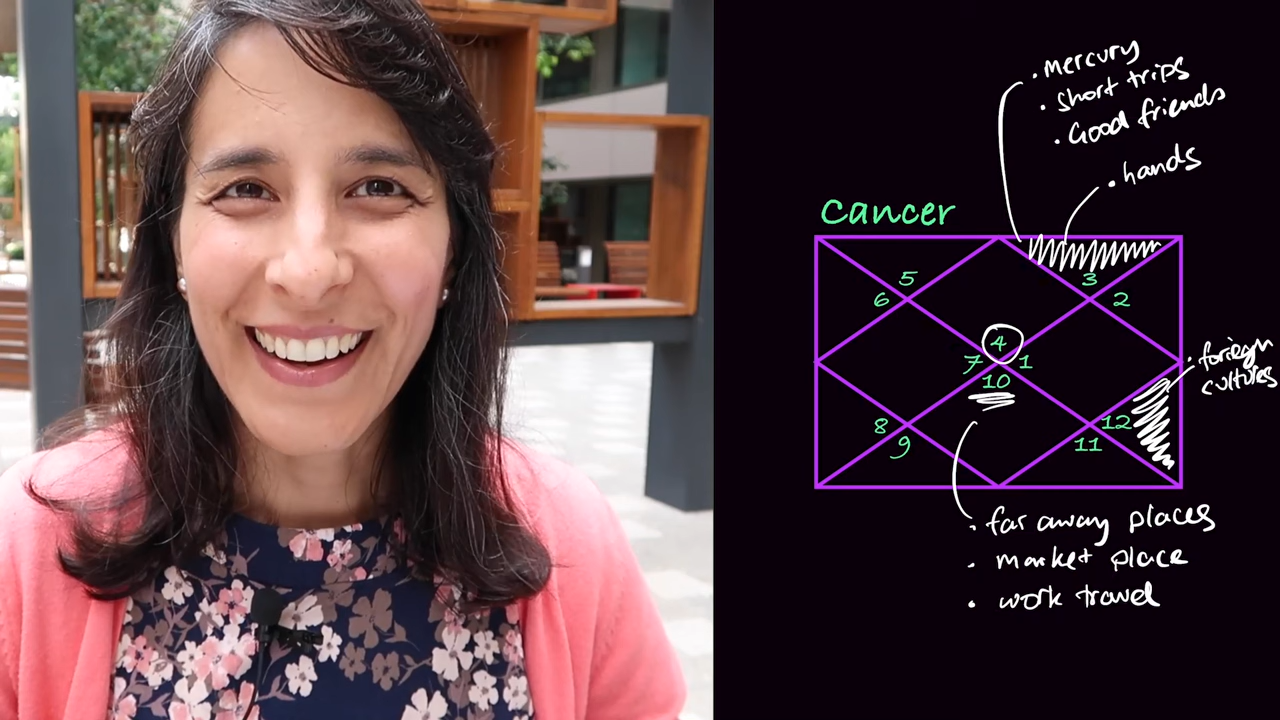 • Mercury
• Short trips
• Good friends
• hands
Cancer
5
3
6
2
4
7
1
10
• foriegn
cultures
8
12
9
11
• far away places
• market place
• work travel